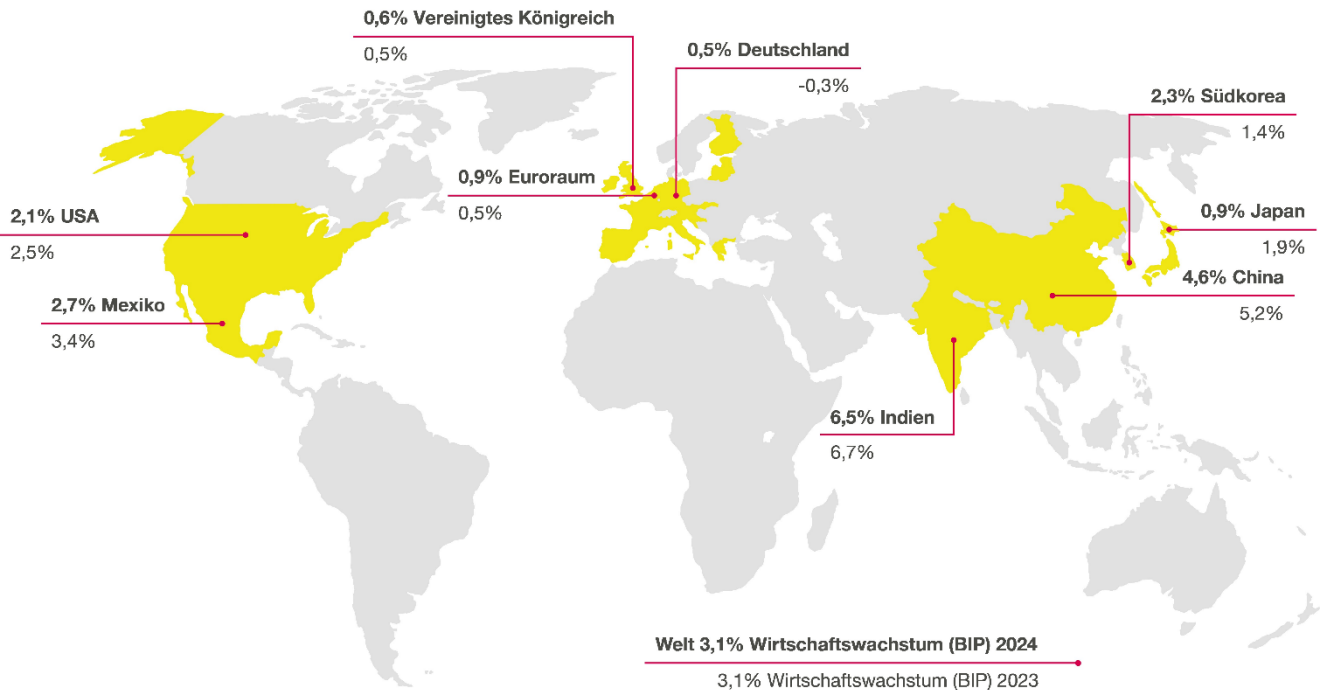 0,6% Vereinigtes Königreich
0,5%
0,5% Deutschland
-0,3%
2,3% Südkorea
1,4%
0,9% Euroraum
0,5%
2,1% USA
2,5%
0,9% Japan
1,9%
4,6% China
5,2%
2,7% Mexiko
3,4%
6,5% Indien
6,7%
Welt 3,1% Wirtschaftswachstum (BIP) 2024
3,1% Wirtschaftswachstum (BIP) 2023